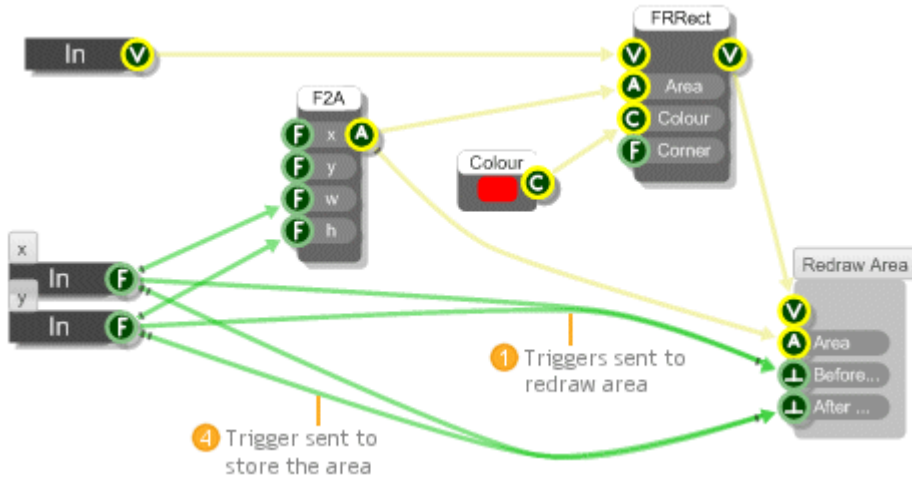 FRRect
In
V
V
V
A
Area
F2A
C
Colour
F
x
A
F
Corner
F
y
Colour
C
F
w
F
h
x
In
F
Redraw Area
y
V
In
F
A
Area
1 Triggers sent to
redraw area
Before...
After ...
4 Trigger sent to
store the area